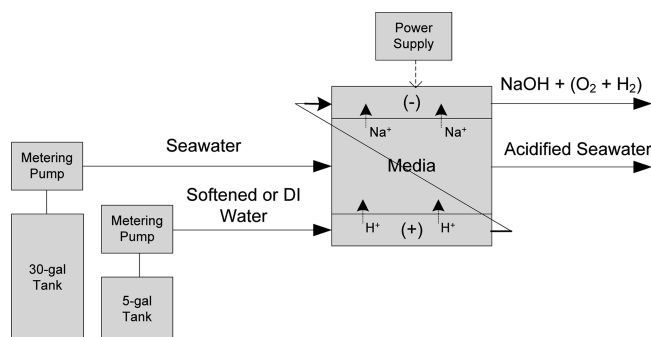 Power
Supply
NaOH + (O₂ + H₂)
(-)
Na⁺ Na⁺
Seawater
Acidified Seawater
Metering
Pump
Media
Softened or DI
Water
Metering
Pump
H⁺ (+) H⁺
30-gal
Tank
5-gal
Tank